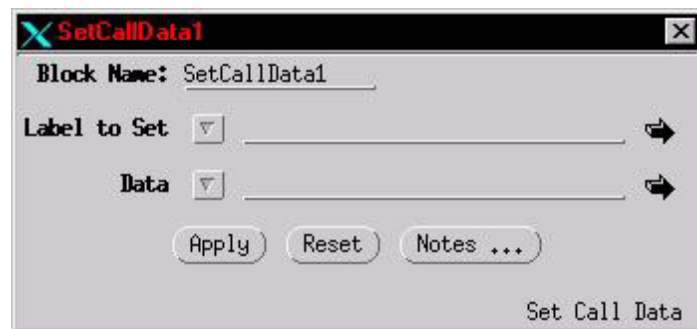 SetCallData1
Block Name: SetCallData1
Label to Set
Data
Apply Reset Notes ...
Set Call Data